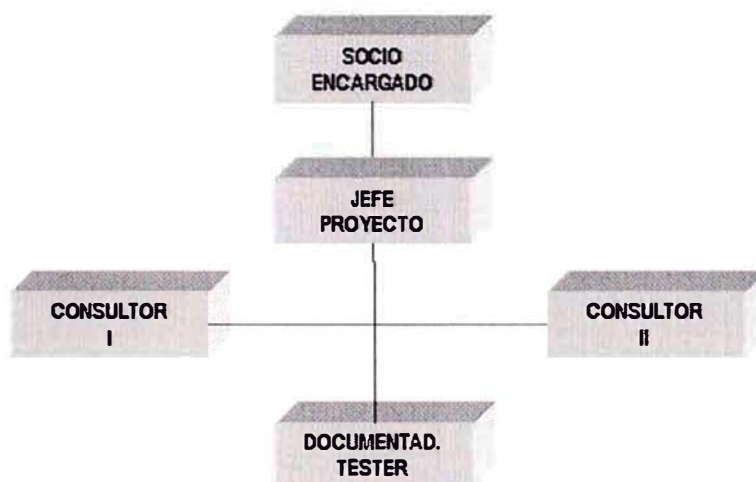 SOCIO
ENCARGADO
JEFE
PROYECTO
CONSULTOR
I
CONSULTOR
II
DOCUMENTAD.
TESTER